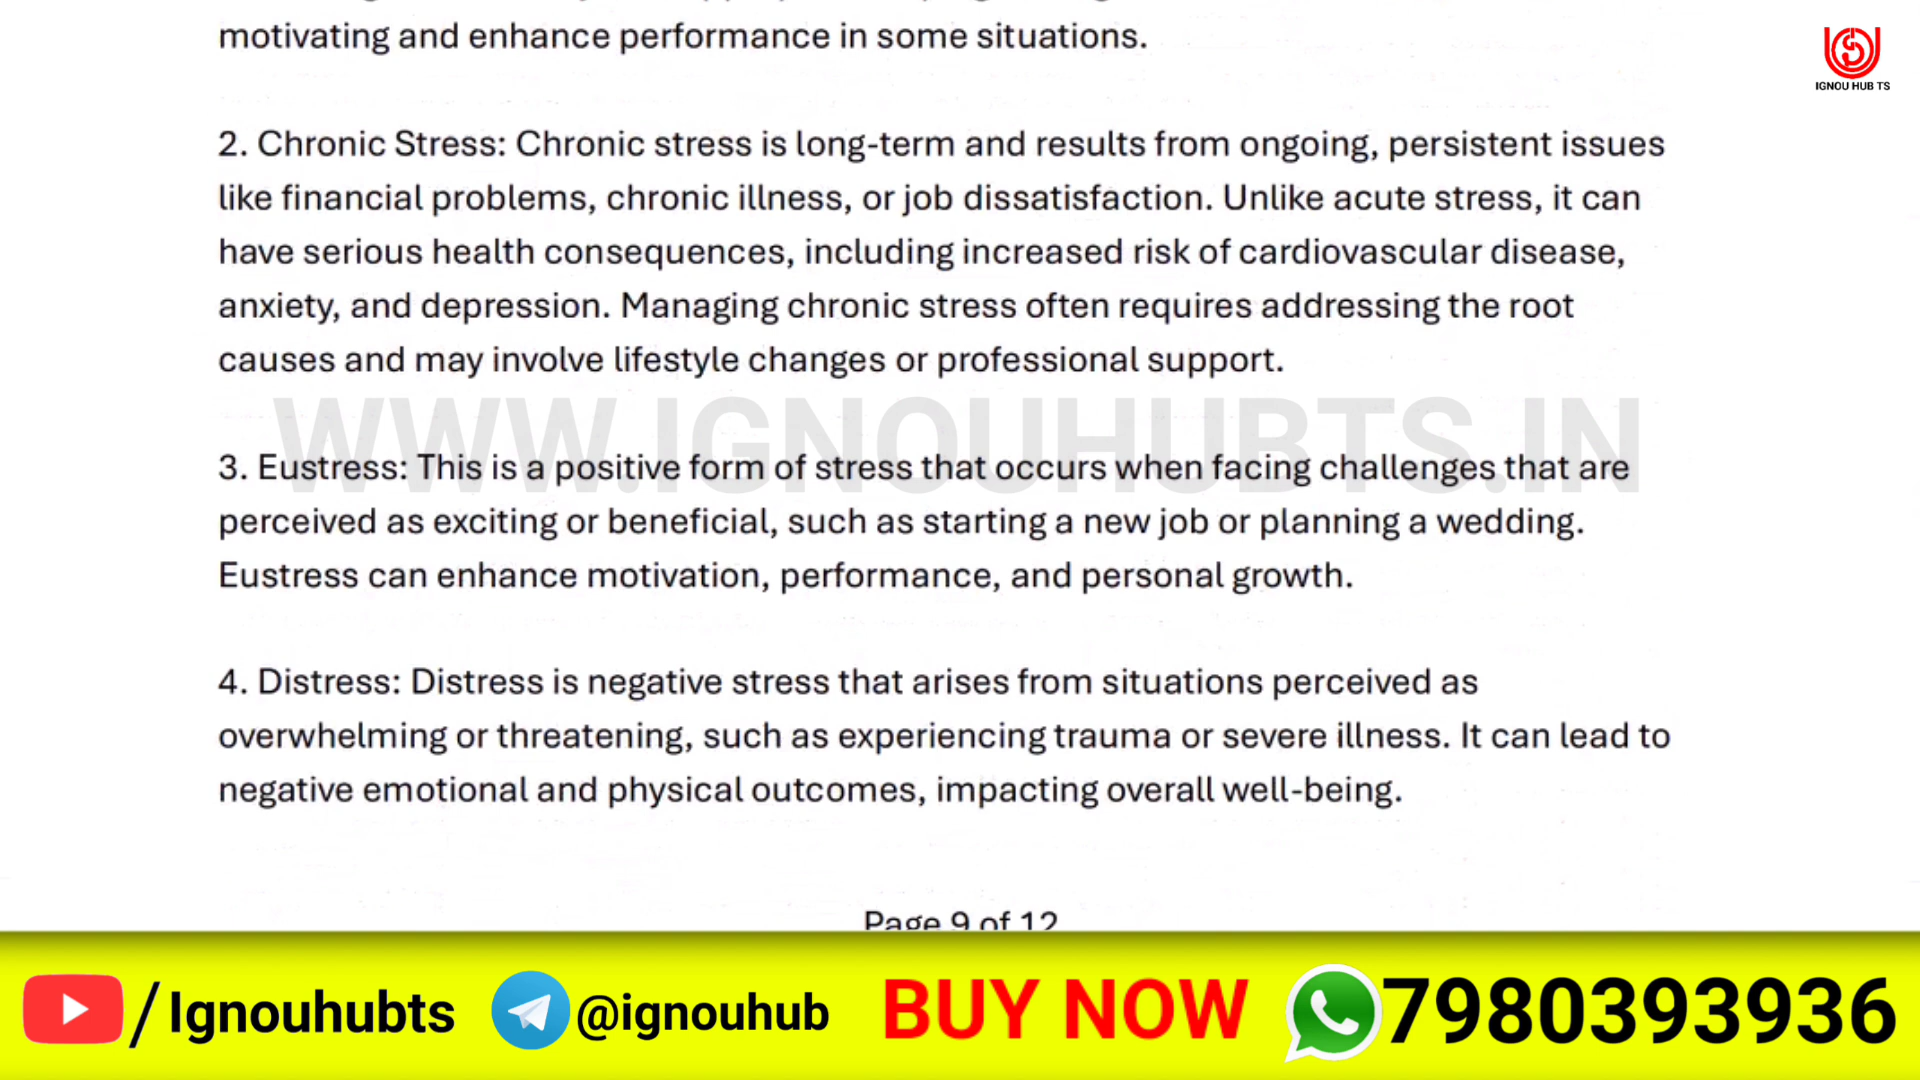 motivating and enhance performance in some situations.
IGNOU HUB TS
2. Chronic Stress: Chronic stress is long-term and results from ongoing, persistent issues
like financial problems, chronic illness, or job dissatisfaction. Unlike acute stress, it can
have serious health consequences, including increased risk of cardiovascular disease,
anxiety, and depression. Managing chronic stress often requires addressing the root
causes and may involve lifestyle changes or professional support.
WWW.IGNOUHUBTS.IN
3. Eustress: This is a positive form of stress that occurs when facing challenges that are
perceived as exciting or beneficial, such as starting a new job or planning a wedding.
Eustress can enhance motivation, performance, and personal growth.
4. Distress: Distress is negative stress that arises from situations perceived as
overwhelming or threatening, such as experiencing trauma or severe illness. It can lead to
negative emotional and physical outcomes, impacting overall well-being.
Page 9 of 12
/Ignouhubts @ignouhub BUY NOW 7980393936